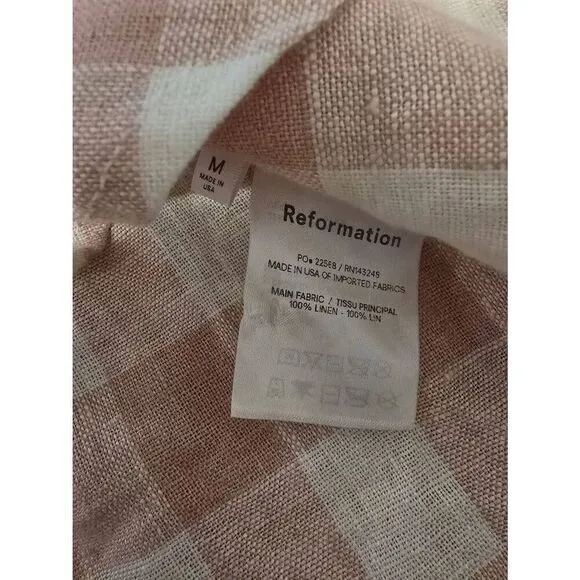 M
MADE IN
USA
Reformation
PO# 22568 / RN143246
MADE IN USA OF IMPORTED FABRICS
MAIN FABRIC / TISSU PRINCIPAL
100% LINEN - 100% LIN